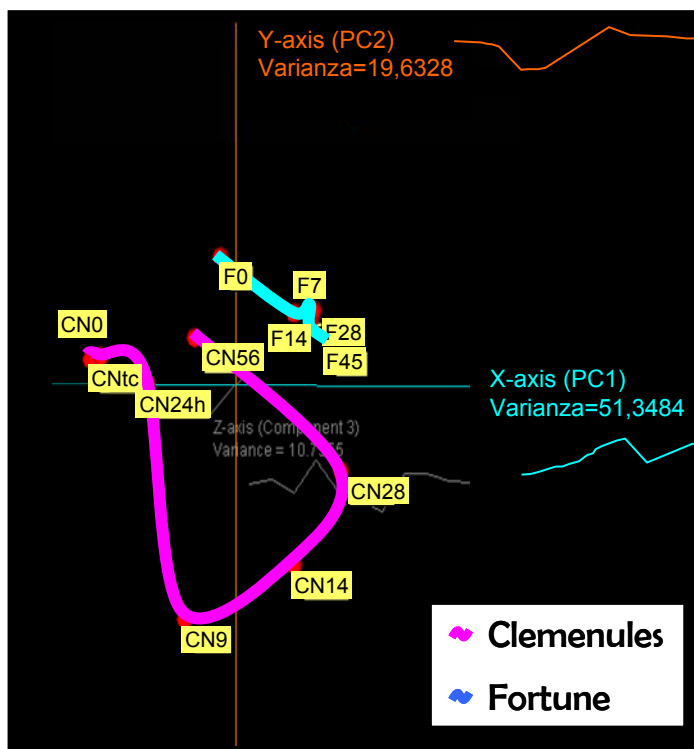 Y-axis (PC2)
Varianza=19,6328
F0
F7
CN0
F14
F28
CN56
F45
CNtc
X-axis (PC1)
Varianza=51,3484
CN24h
Z-axis (Component 3)
Variance =
CN28
CN14
CN9
Clemenules
Fortune